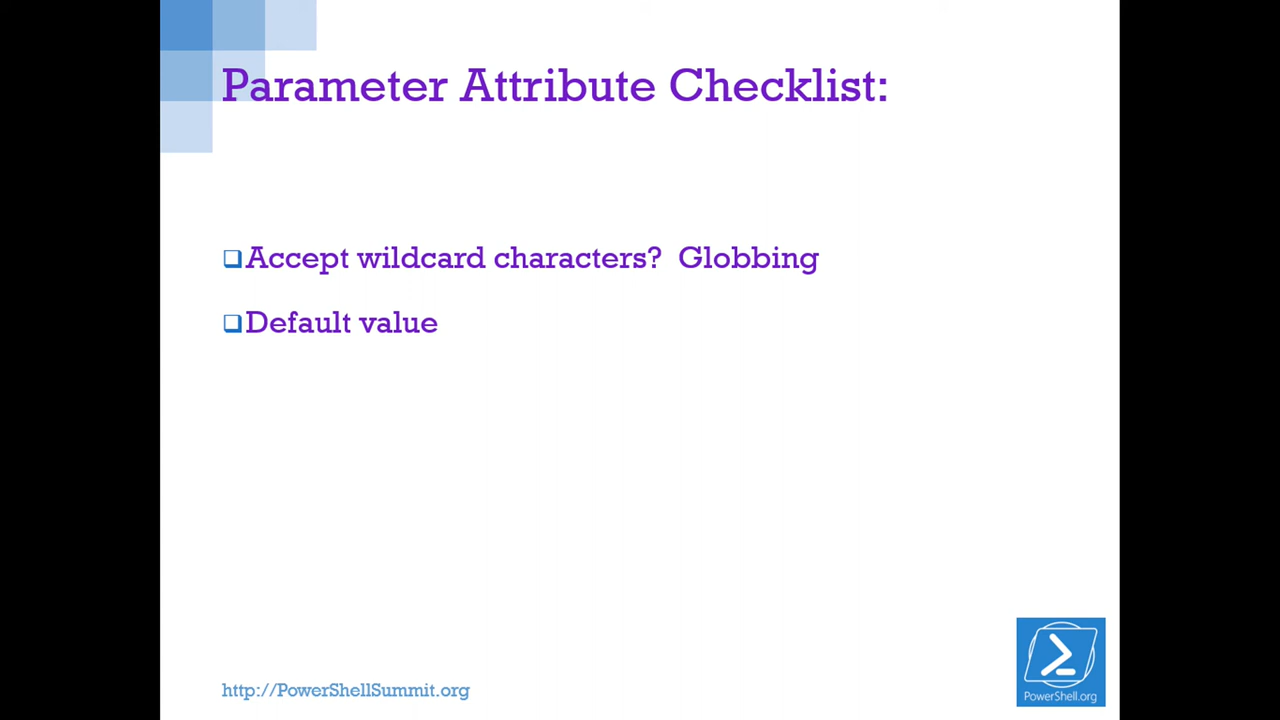 Parameter Attribute Checklist:
Accept wildcard characters?  Globbing
Default value
http://PowerShellSummit.org
PowerShell.org